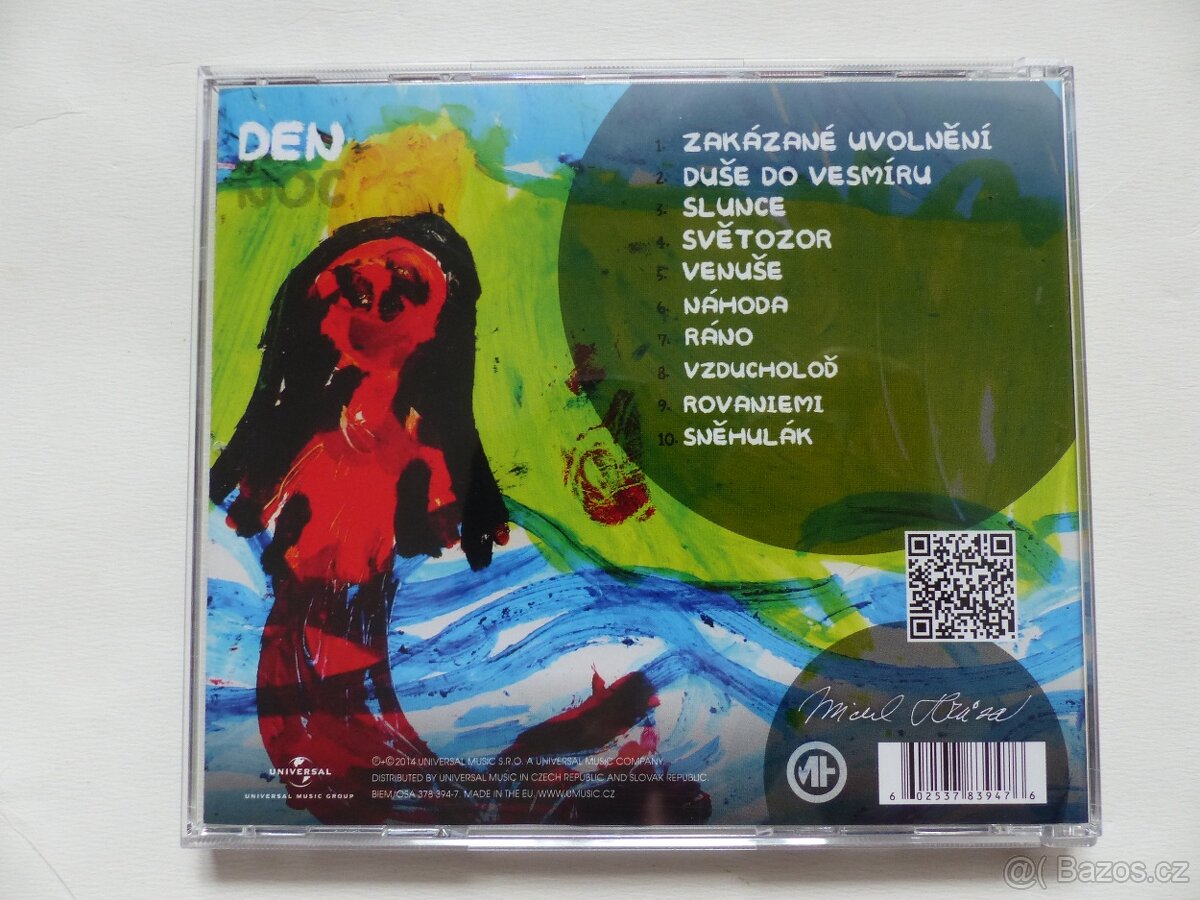 DEN
NOC
1. ZAKÁZANÉ UVOLNĚNÍ
2. DUŠE DO VESMÍRU
3. SLUNCE
4. SVĚTOZOR
5. VENUŠE
6. NÁHODA
7. RÁNO
8. VZDUCHOLOĎ
9. ROVANIEMI
10. SNĚHULÁK
Michal Hrůza
MH
UNIVERSAL
UNIVERSAL MUSIC GROUP
℗+© 2014 UNIVERSAL MUSIC S.R.O. A UNIVERSAL MUSIC COMPANY.
DISTRIBUTED BY UNIVERSAL MUSIC IN CZECH REPUBLIC AND SLOVAK REPUBLIC.
BIEM/OSA 378 394-7. MADE IN THE EU. WWW.UMUSIC.CZ
6 02537 83947 6
@( Bazos.cz